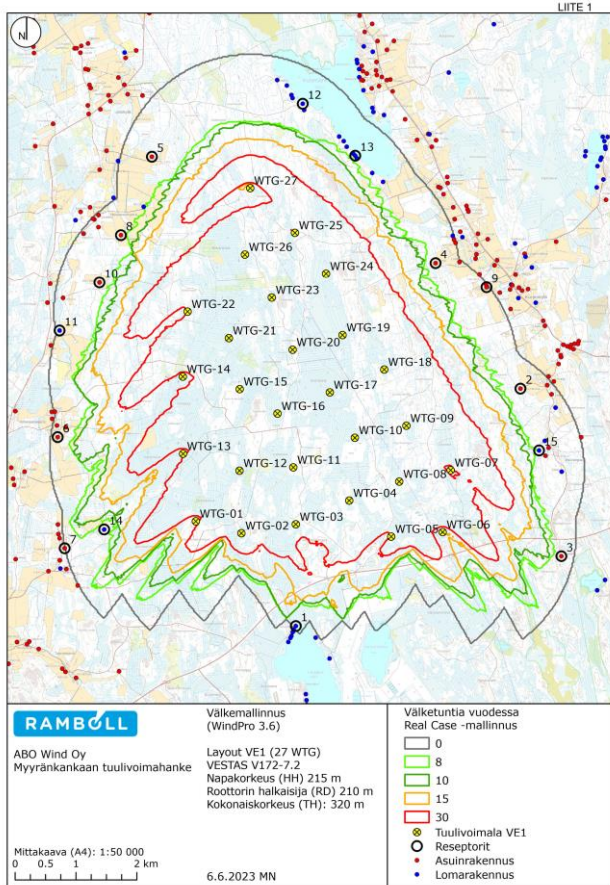 LIITE 1
N
12
13
5
WTG-27
8
WTG-25
4
WTG-26
10
WTG-24
9
WTG-23
WTG-22
11
WTG-19
WTG-21
WTG-20
WTG-18
WTG-14
2
WTG-15
WTG-17
WTG-16
WTG-09
6
WTG-10
15
WTG-13
WTG-12
WTG-11
WTG-07
WTG-08
WTG-04
14
WTG-01
WTG-03
WTG-02
WTG-05
WTG-06
7
3
1
RAMBOLL
ABO Wind Oy
Myyränkankaan tuulivoimahanke
Mittakaava (A4): 1:50 000
0 0,5 1 2 km
Välkemallinnus
(WindPro 3.6)
Layout VE1 (27 WTG)
VESTAS V172-7.2
Napakorkeus (HH) 215 m
Roottorin halkaisija (RD) 210 m
Kokonaiskorkeus (TH): 320 m
6.6.2023 MN
Välketuntia vuodessa
Real Case -mallinnus
0
8
10
15
30
Tuulivoimala VE1
Reseptorit
Asuinrakennus
Lomarakennus